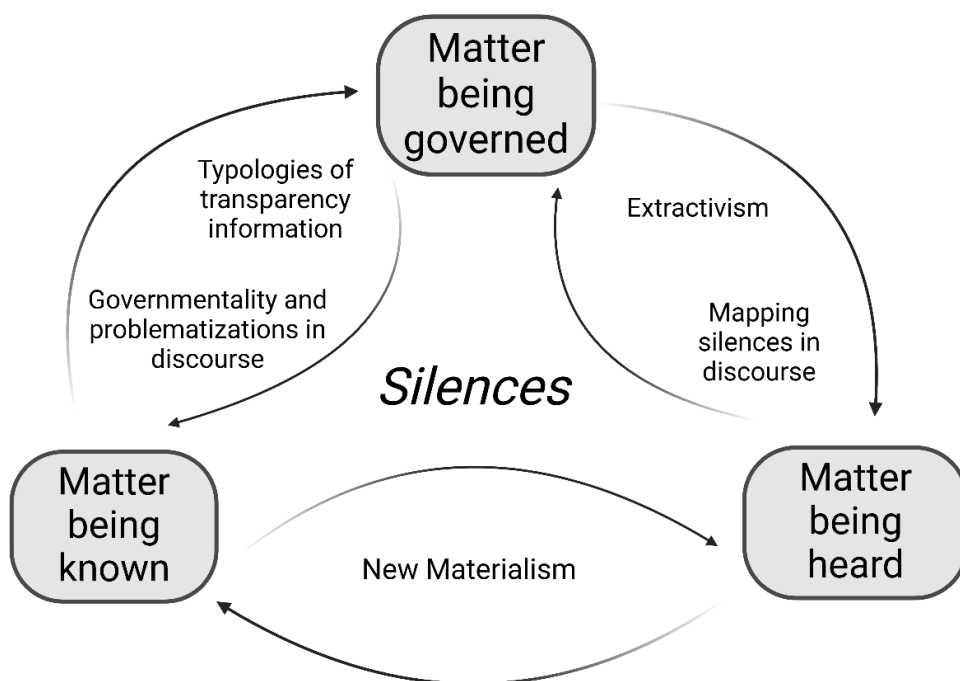 Matter
being
governed
Typologies of
transparency
information
Extractivism
Governmentality and
problematizations in
discourse
Mapping
silences in
discourse
Silences
Matter
being
known
Matter
being
heard
New Materialism